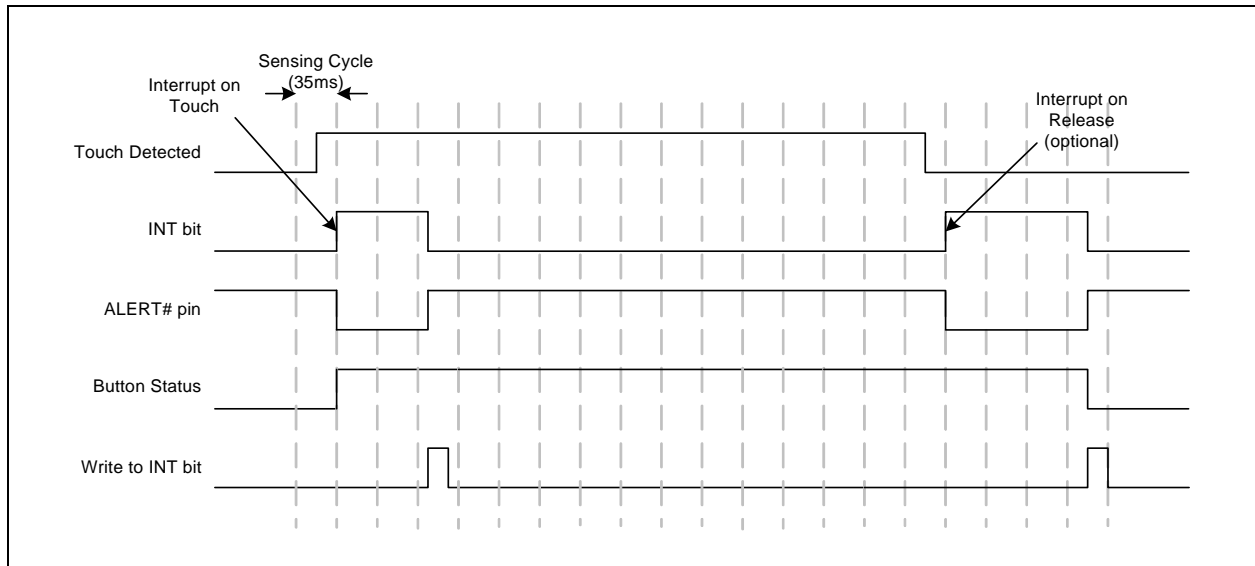 Sensing Cycle
(35ms)
Interrupt on
Touch
Interrupt on
Release
(optional)
Touch Detected
INT bit
ALERT# pin
Button Status
Write to INT bit